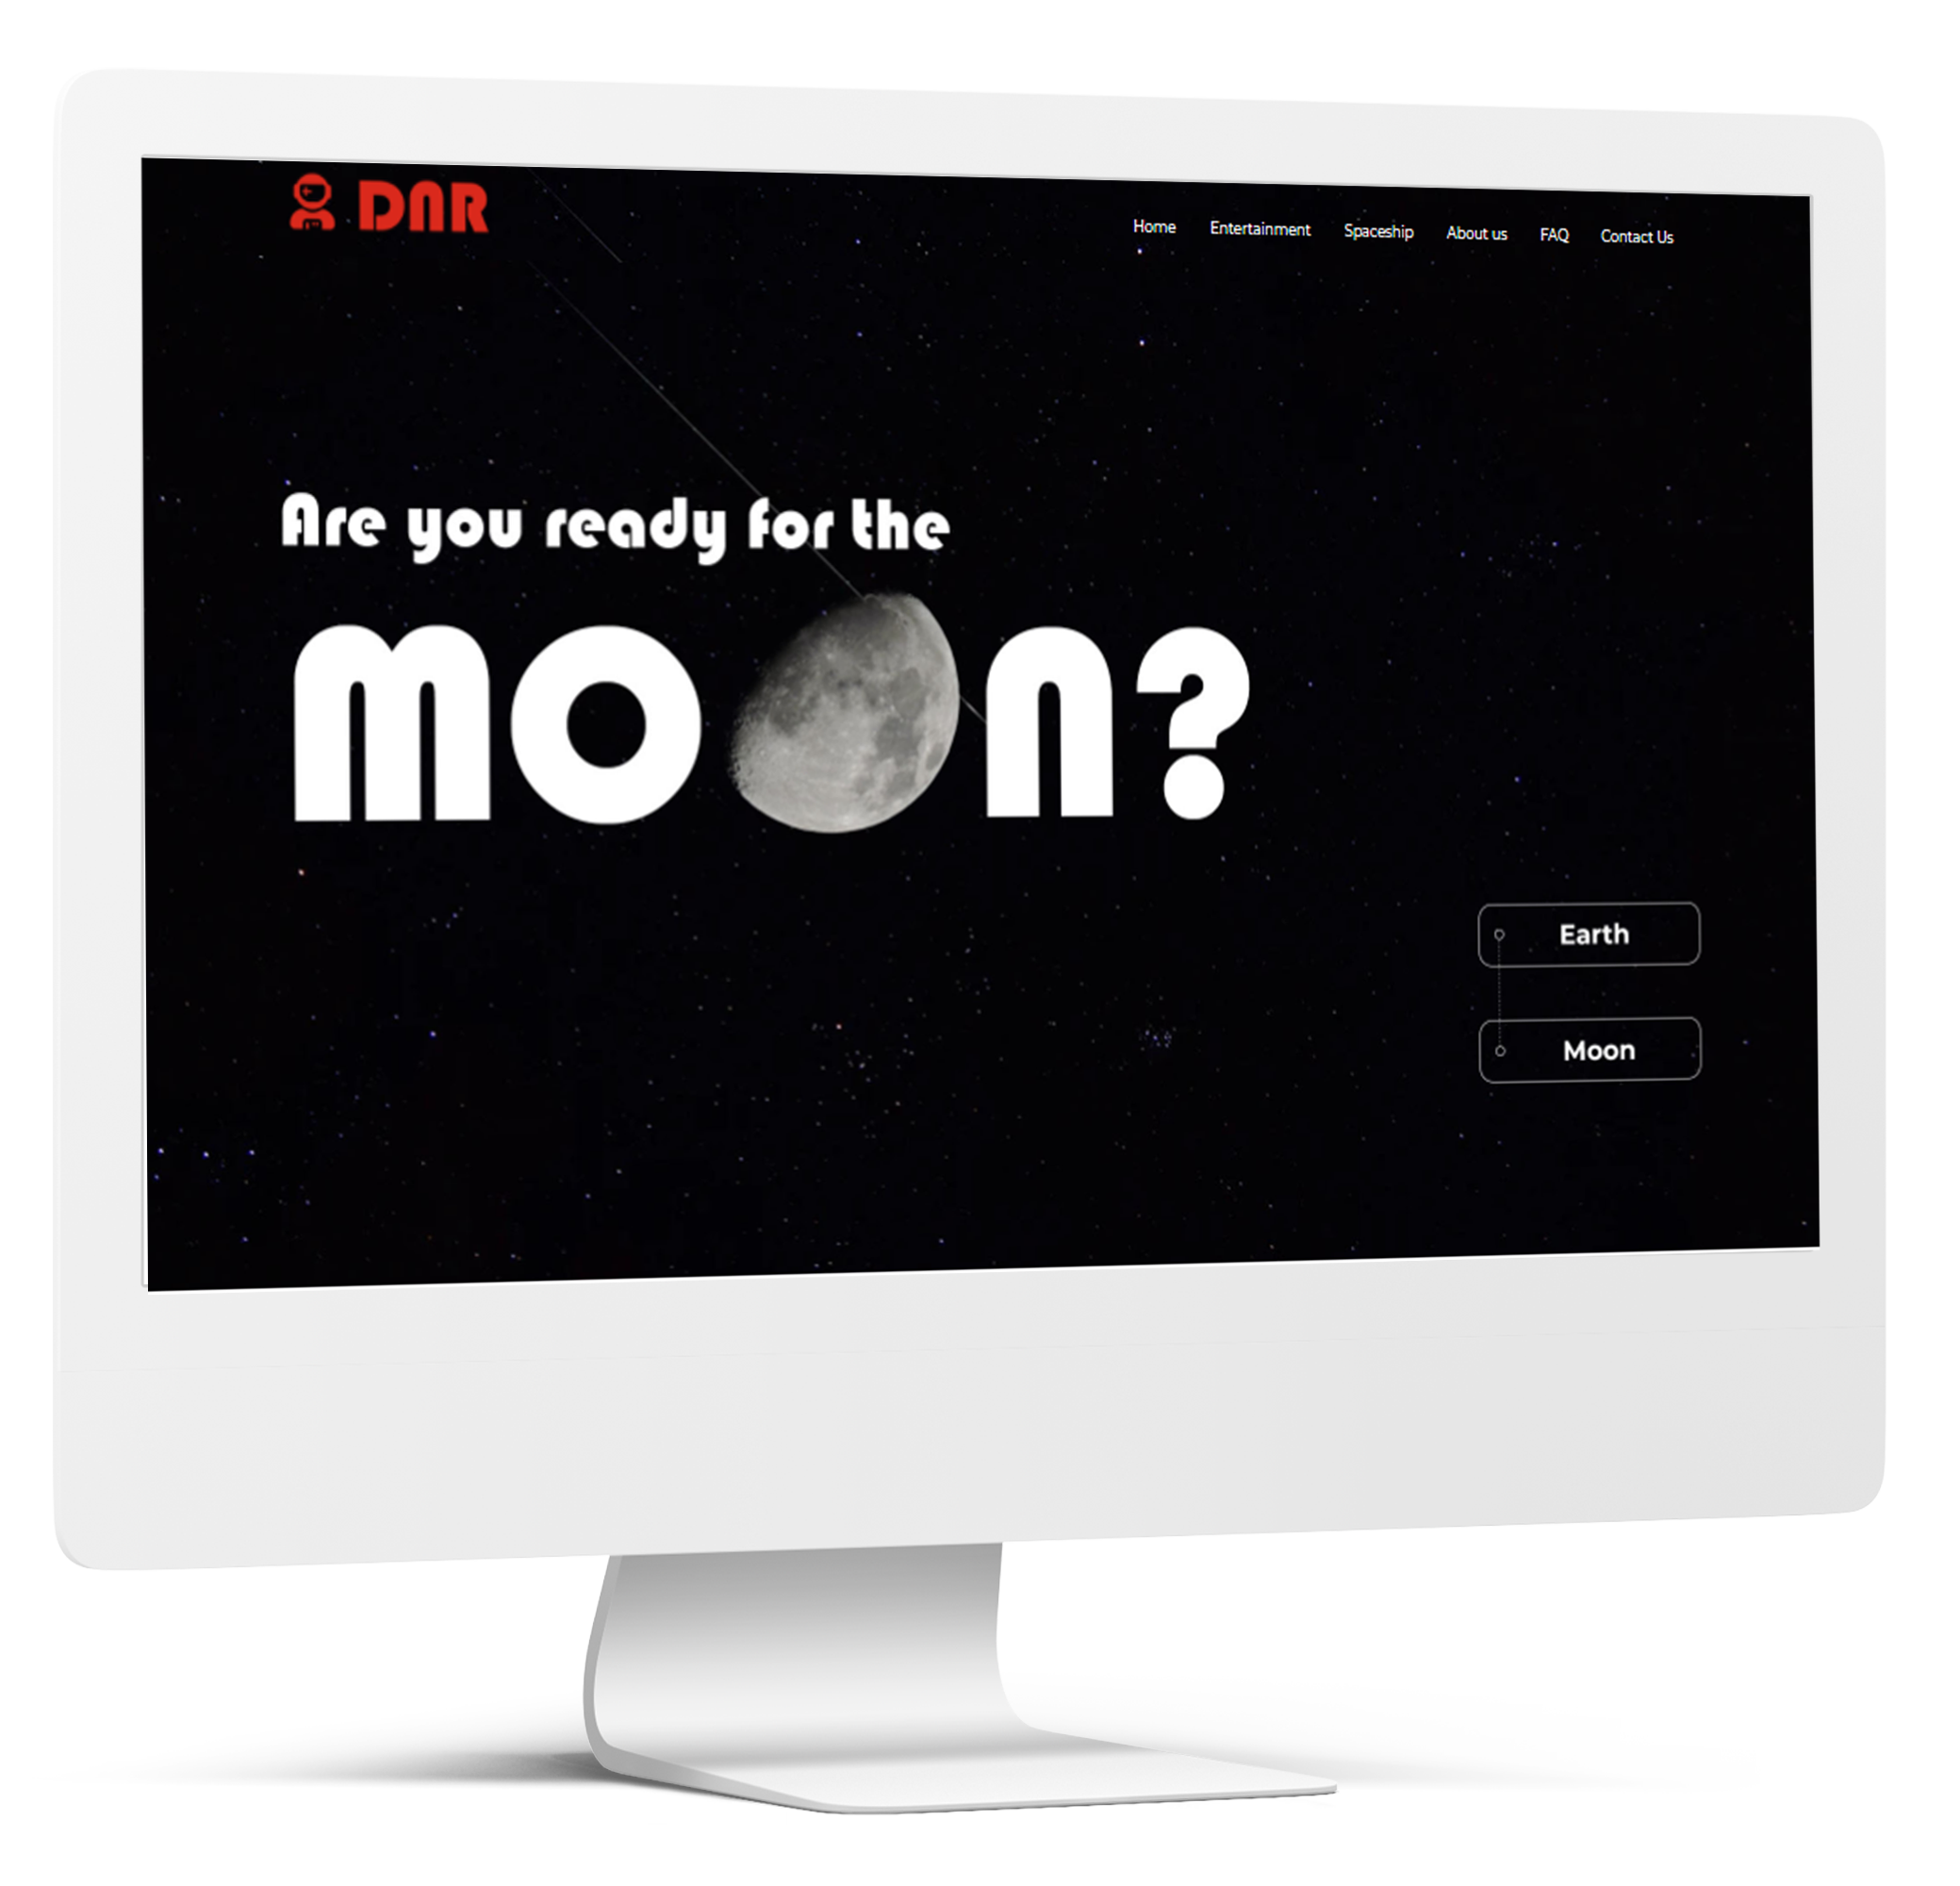 DNR
Home Entertainment Spaceship About us FAQ Contact Us
Are you ready for the
moon?
Earth
Moon